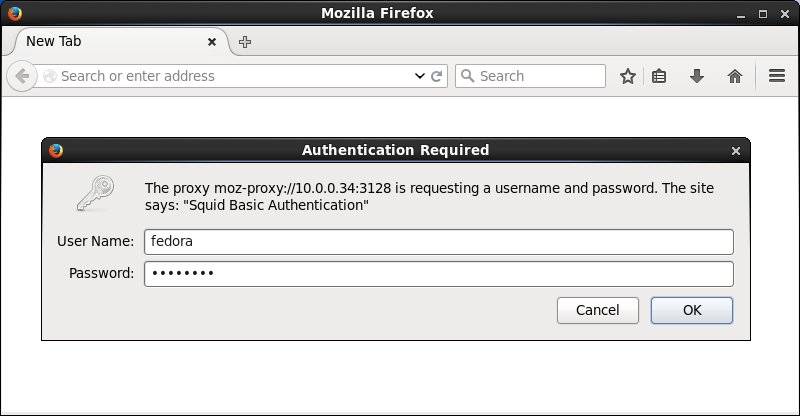 Mozilla Firefox
New Tab
Search or enter address
Search
Authentication Required
The proxy moz-proxy://10.0.0.34:3128 is requesting a username and password. The site
says: "Squid Basic Authentication"
User Name: fedora
Password: ••••••••
Cancel OK